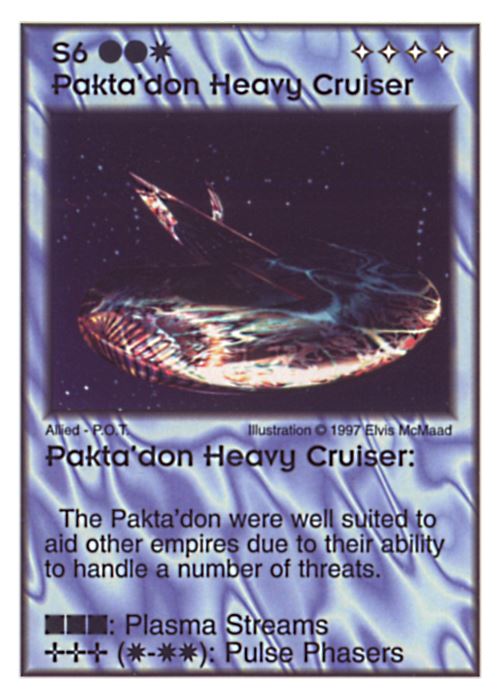 S6 ●●✷ ✧✧✧✧
Pakta'don Heavy Cruiser
Allied - P.O.T. Illustration © 1997 Elvis McMaad
Pakta'don Heavy Cruiser:
The Pakta'don were well suited to
aid other empires due to their ability
to handle a number of threats.
■■■: Plasma Streams
✢✢✢ (✷-✷✷): Pulse Phasers